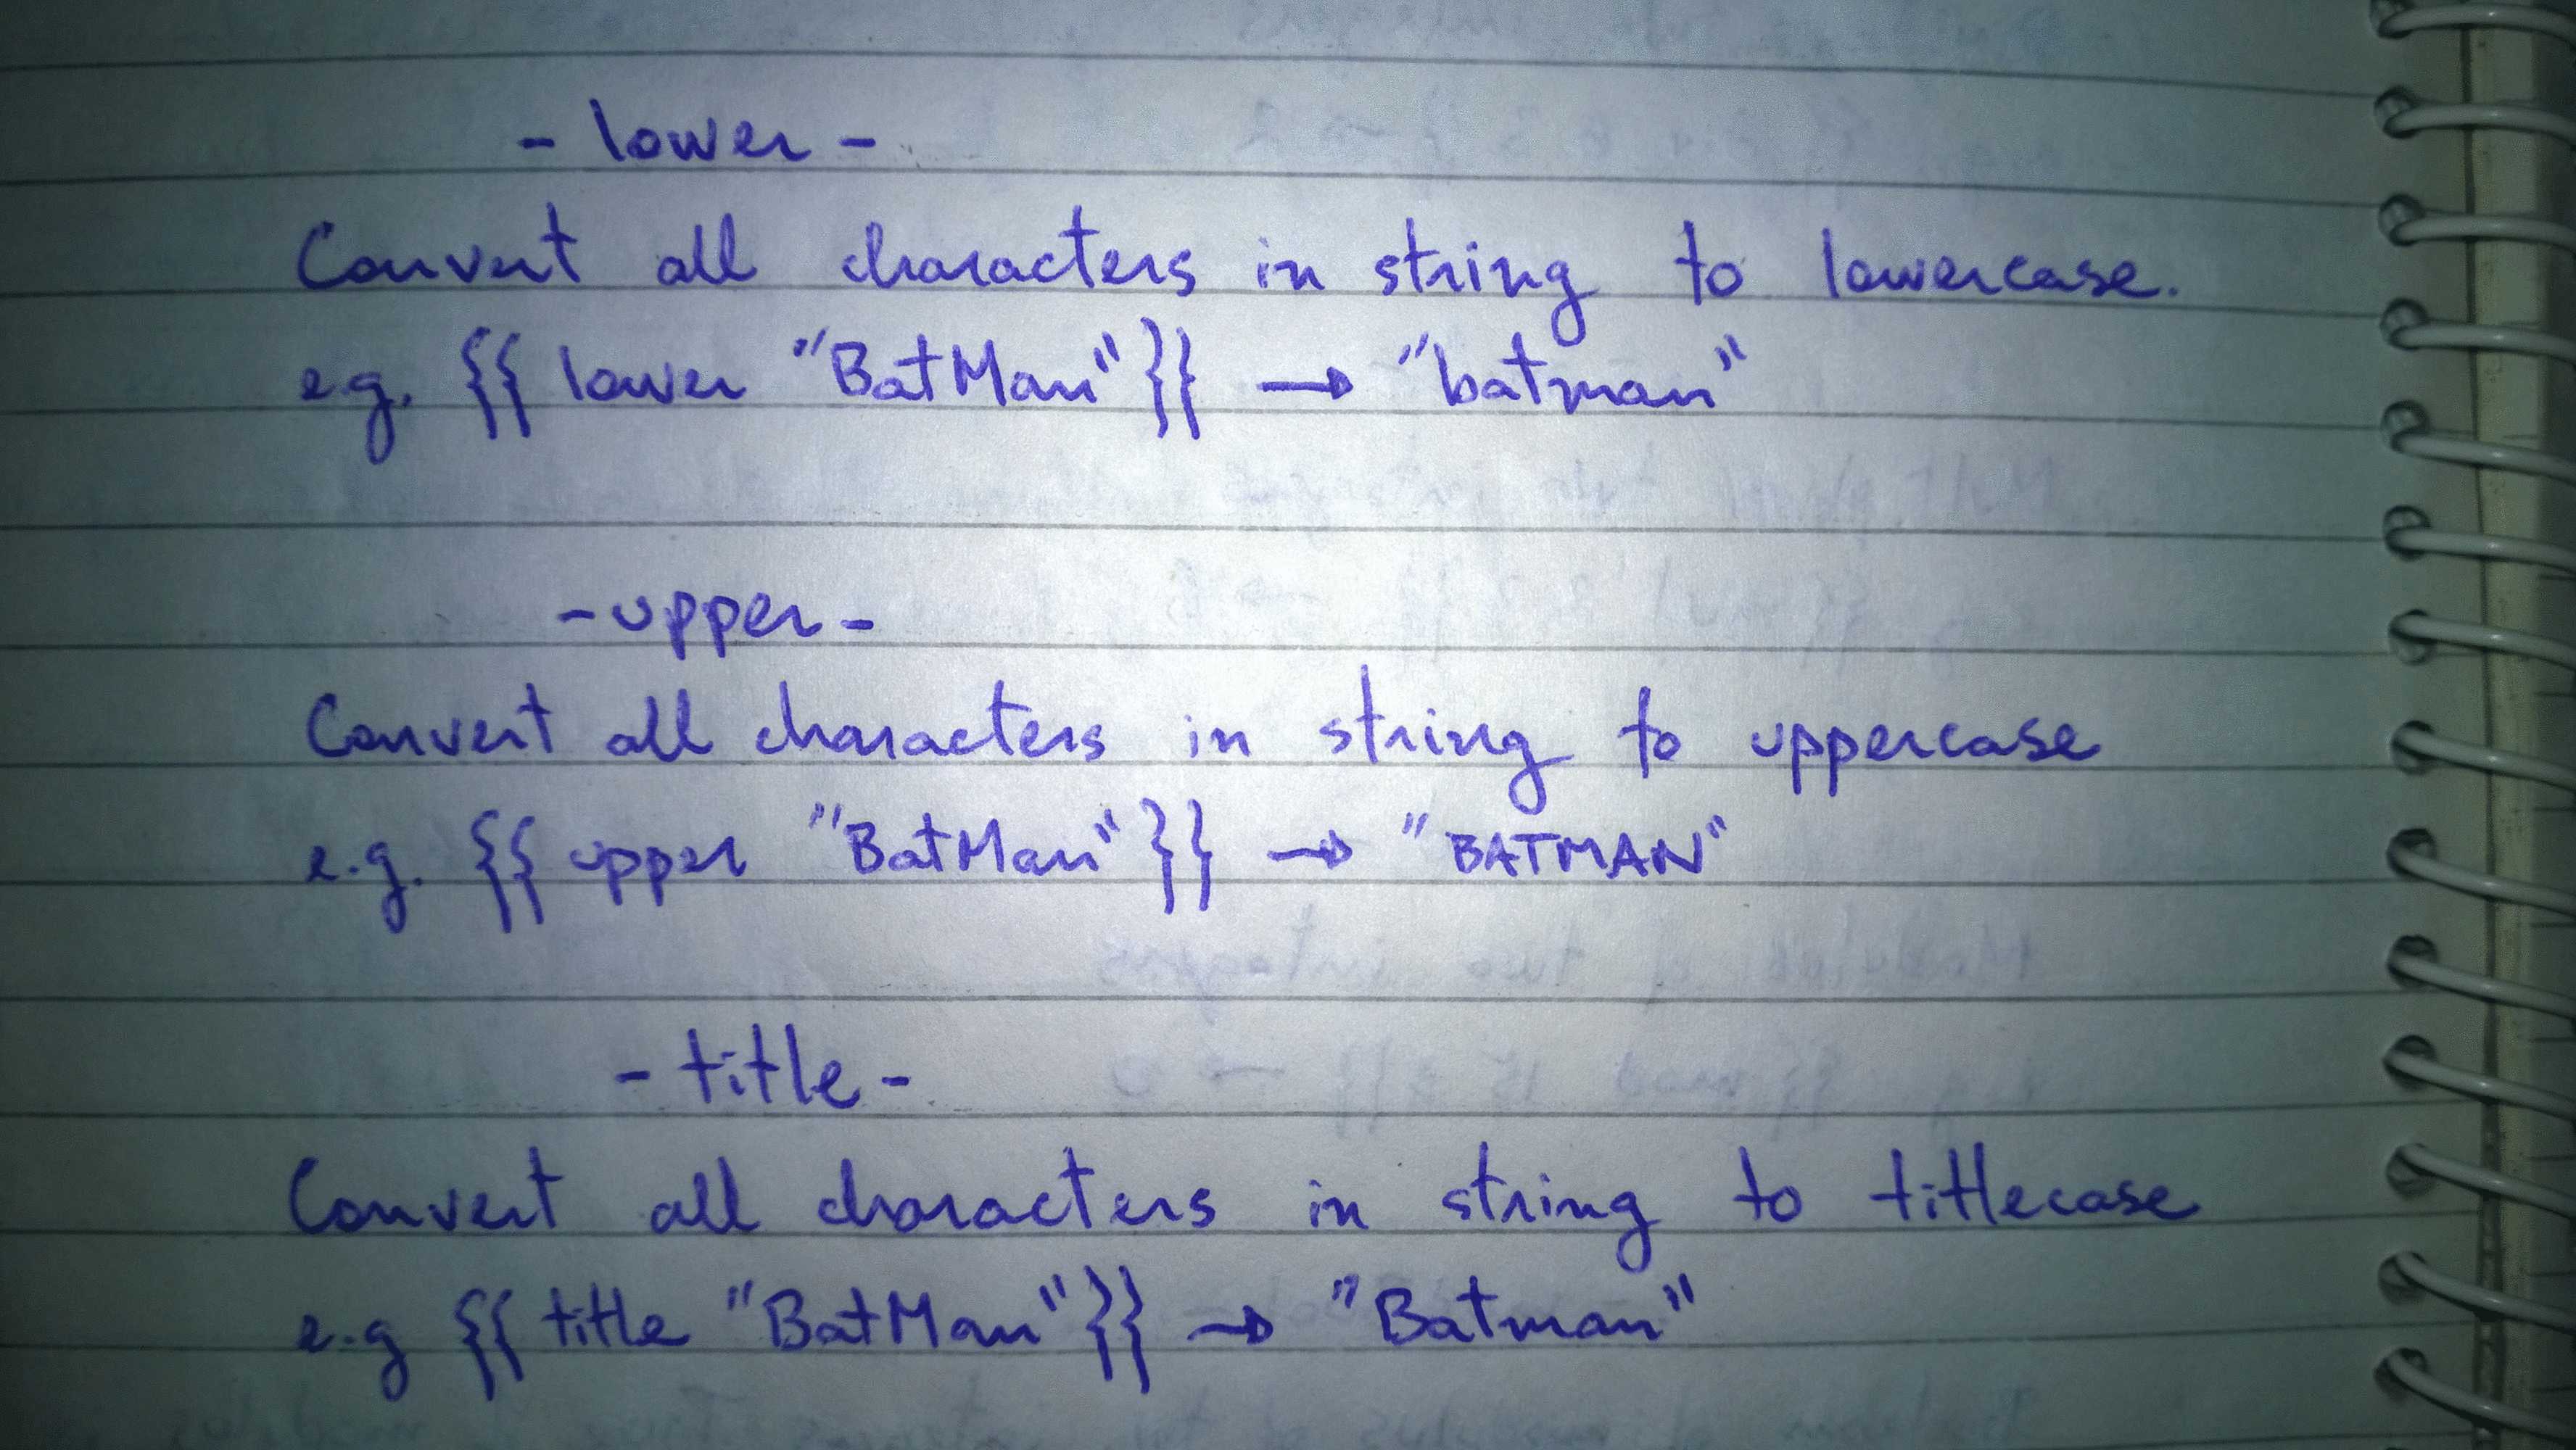 - lower -
Convert all characters in string to lowercase.
e.g. {{ lower "BatMan" }} → "batman"
- upper -
Convert all characters in string to uppercase
e.g. {{ upper "BatMan" }} → "BATMAN"
- title -
Convert all characters in string to titlecase
e.g {{ title "BatMan" }} → "Batman"